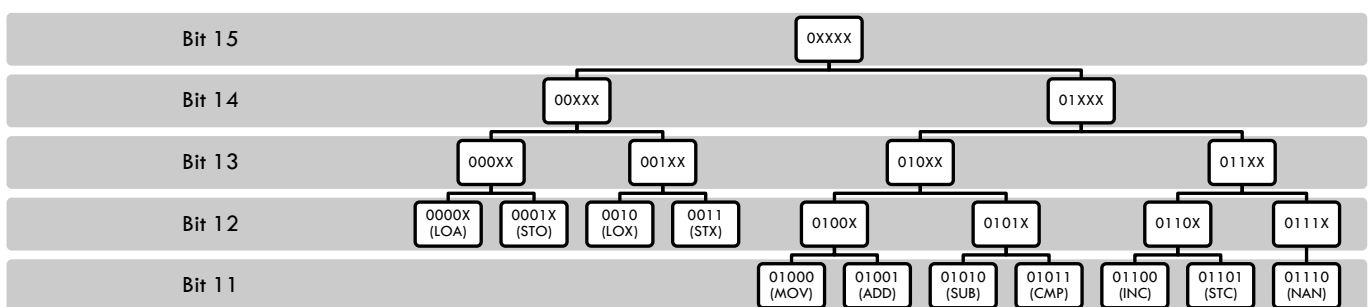 Bit 15
0XXXX
Bit 14
00XXX
01XXX
Bit 13
000XX
001XX
010XX
011XX
Bit 12
0000X
(LOA)
0001X
(STO)
0010
(LOX)
0011
(STX)
0100X
0101X
0110X
0111X
Bit 11
01000
(MOV)
01001
(ADD)
01010
(SUB)
01011
(CMP)
01100
(INC)
01101
(STC)
01110
(NAN)